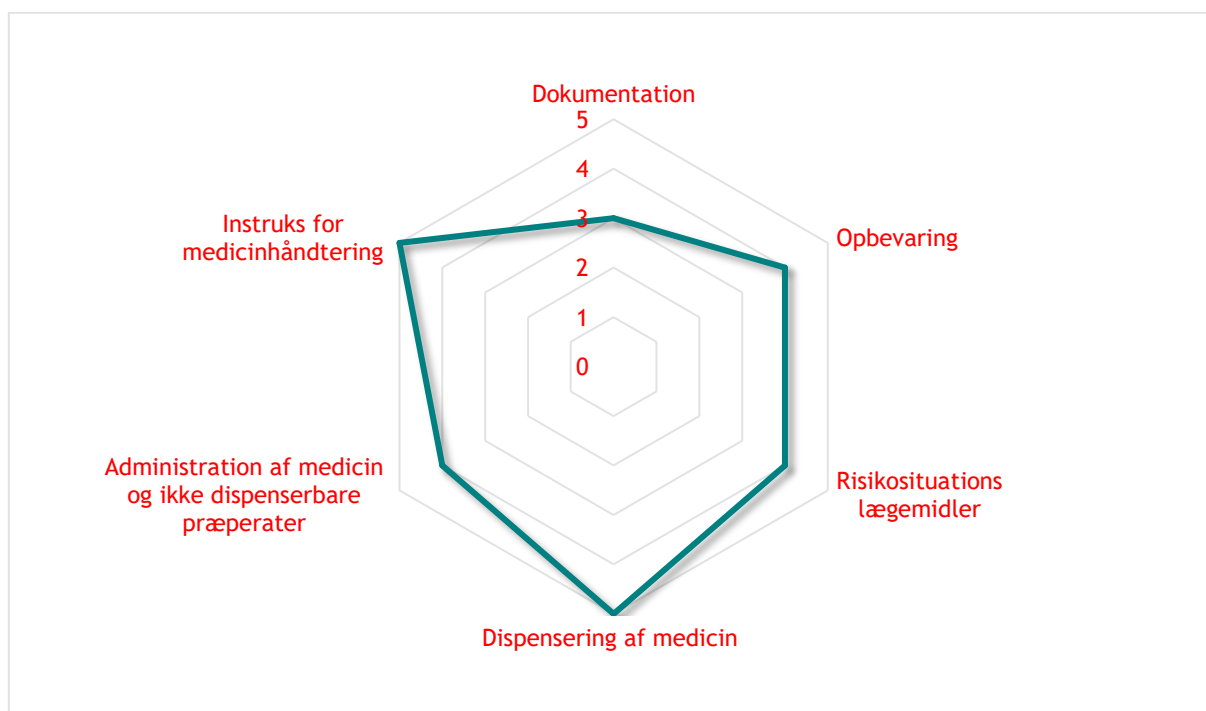 Dokumentation
5
4
3
2
1
0
Opbevaring
Risikosituations
lægemidler
Dispensering af medicin
Administration af medicin
og ikke dispenserbare
præperater
Instruks for
medicinhåndtering